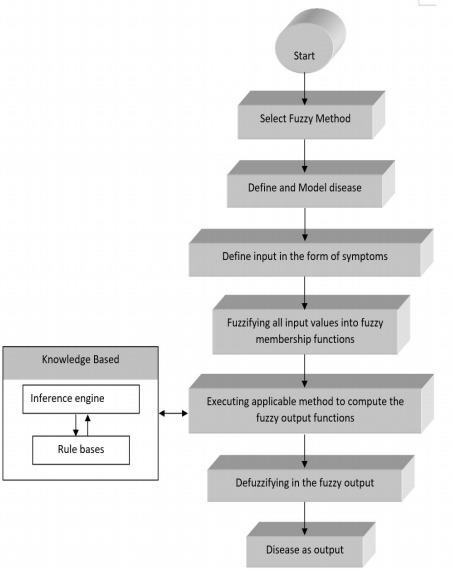 Start
Select Fuzzy Method
Define and Model disease
Define input in the form of symptoms
Fuzzifying all input values into fuzzy
membership functions
Knowledge Based
Inference engine
Rule bases
Executing applicable method to compute the
fuzzy output functions
Defuzzifying in the fuzzy output
Disease as output